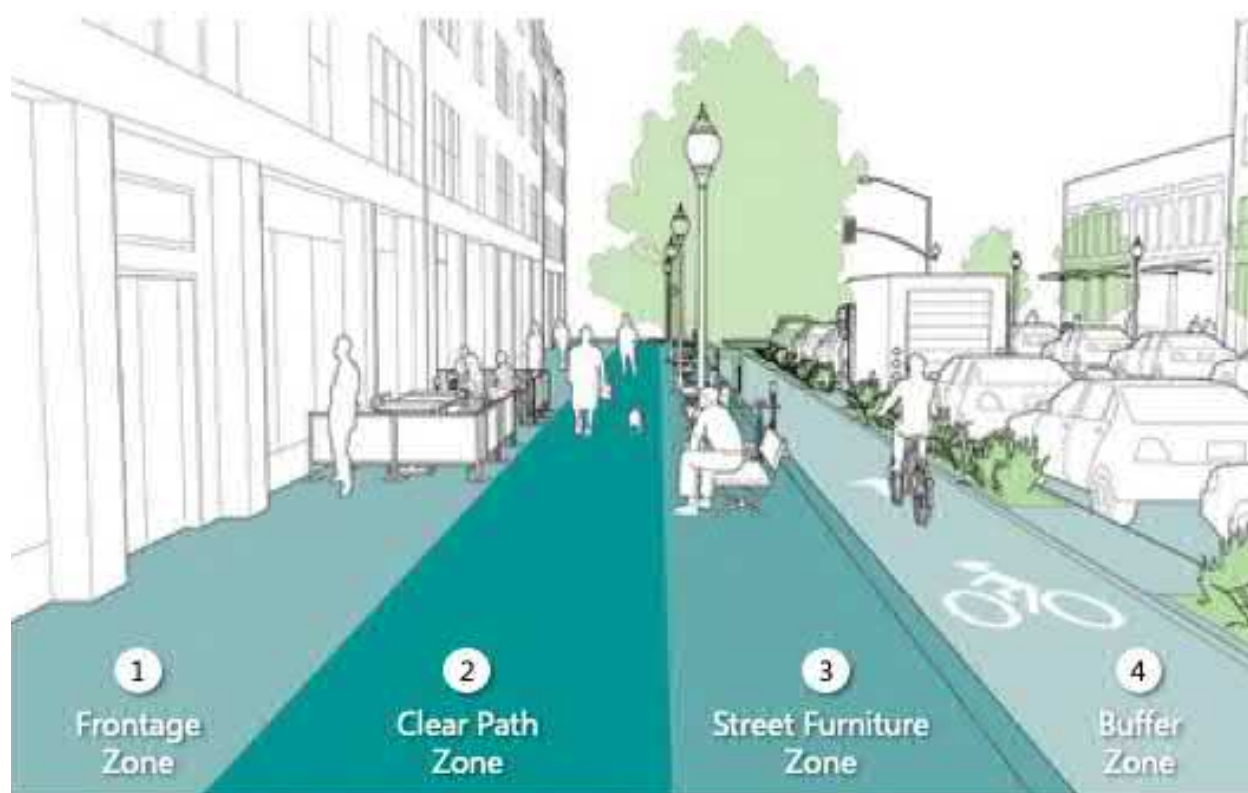 1
Frontage
Zone
2
Clear Path
Zone
3
Street Furniture
Zone
4
Buffer
Zone